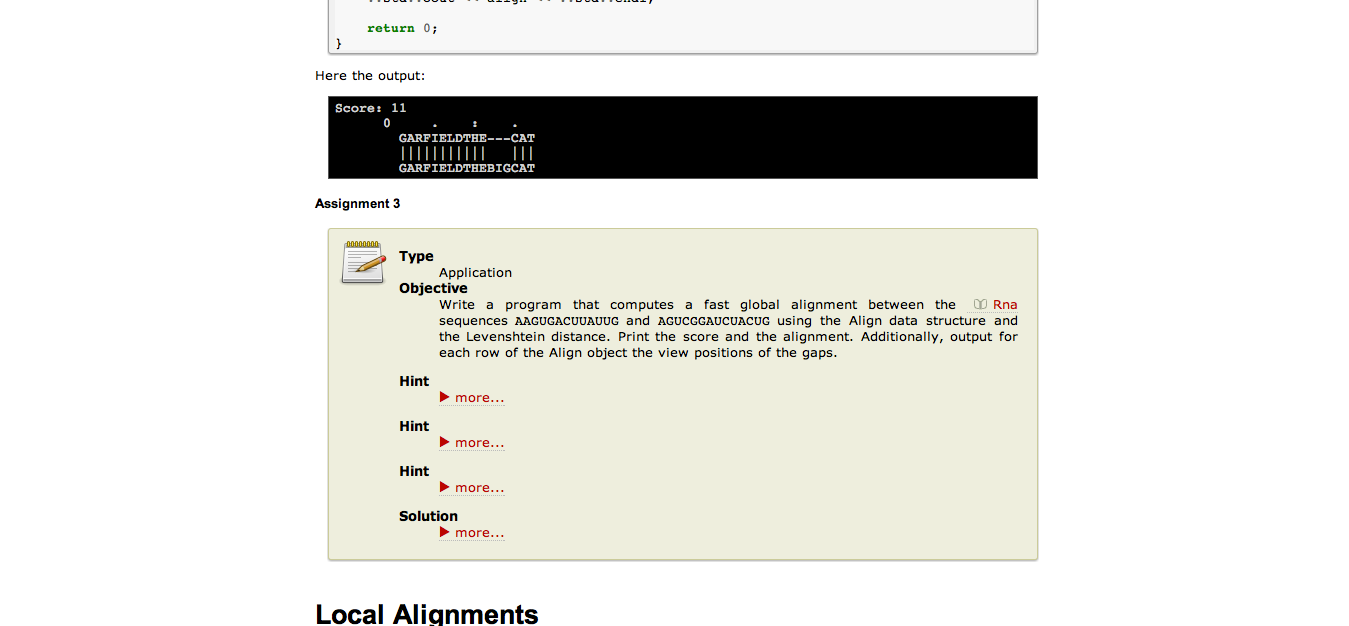 return 0;
}
Here the output:
Score: 11
0 . : .
GARFIELDTHE---CAT
||||||||||| |||
GARFIELDTHEBIGCAT
Assignment 3
Type
Application
Objective
Write a program that computes a fast global alignment between the Rna
sequences AAGUGACUUAUUG and AGUCGGAUCUACUG using the Align data structure and
the Levenshtein distance. Print the score and the alignment. Additionally, output for
each row of the Align object the view positions of the gaps.
Hint
more...
Hint
more...
Hint
more...
Solution
more...
Local Alignments